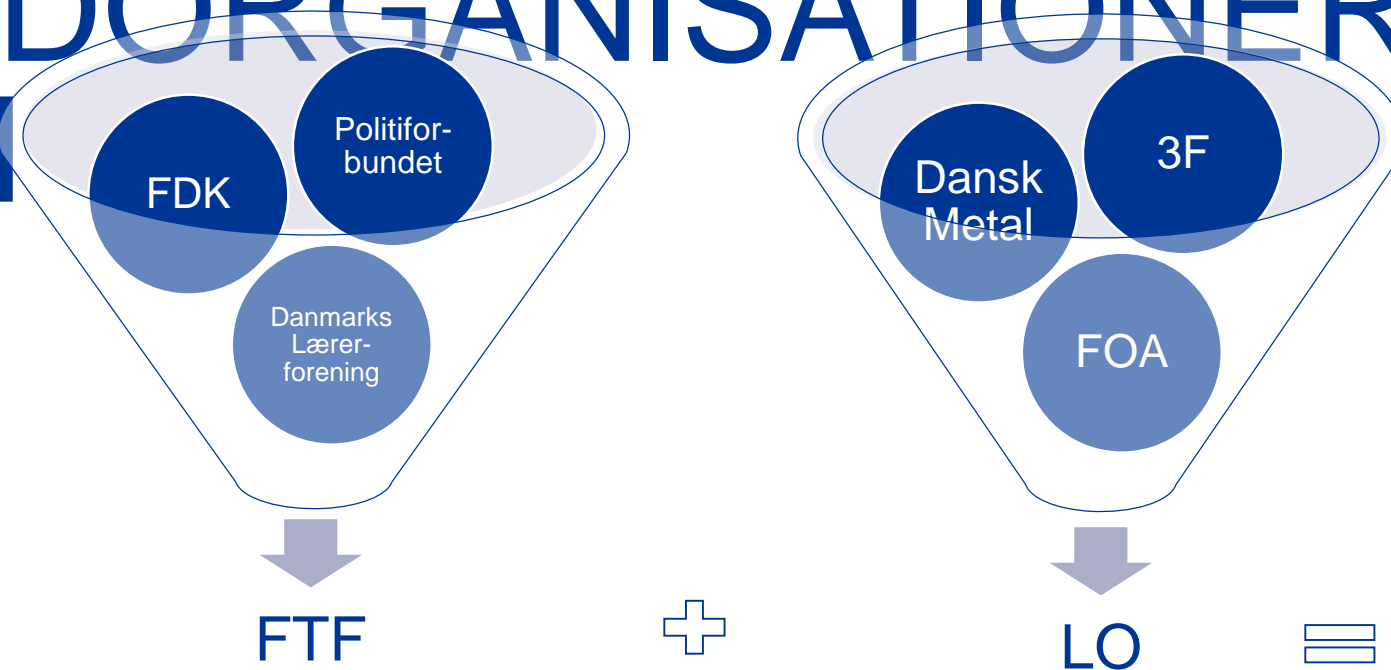 DORGANISATIONER
FDK
Politifor-
bundet
Danmarks
Lærer-
forening
FTF
Dansk
Metal
3F
FOA
LO